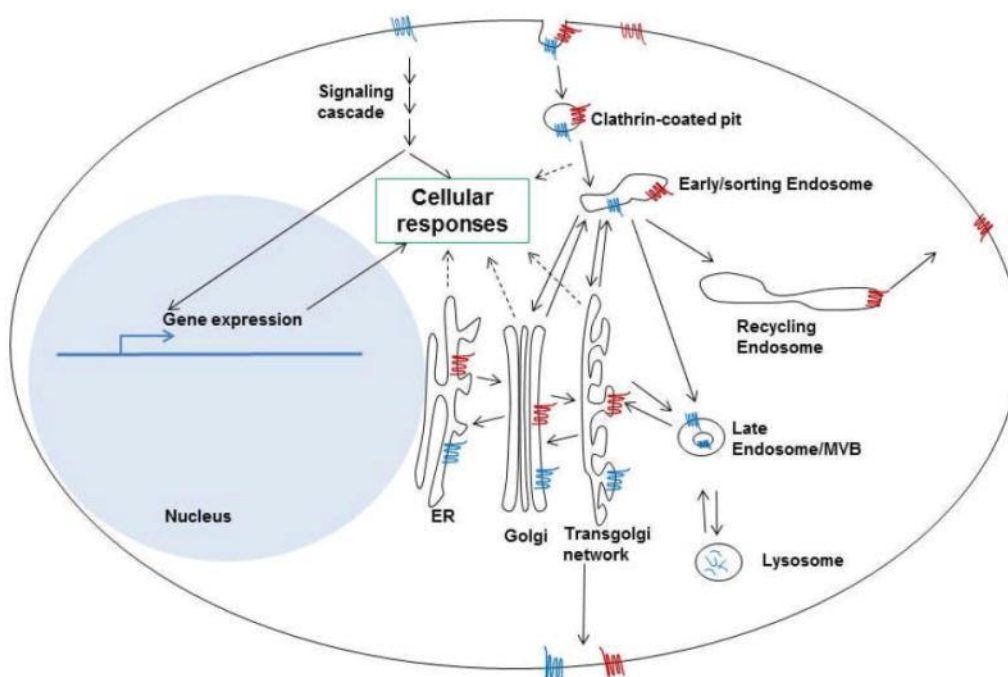 Signaling
cascade
Clathrin-coated pit
Cellular
responses
Early/sorting Endosome
Gene expression
Recycling
Endosome
Late
Endosome/MVB
Nucleus
ER
Golgi
Transgolgi
network
Lysosome